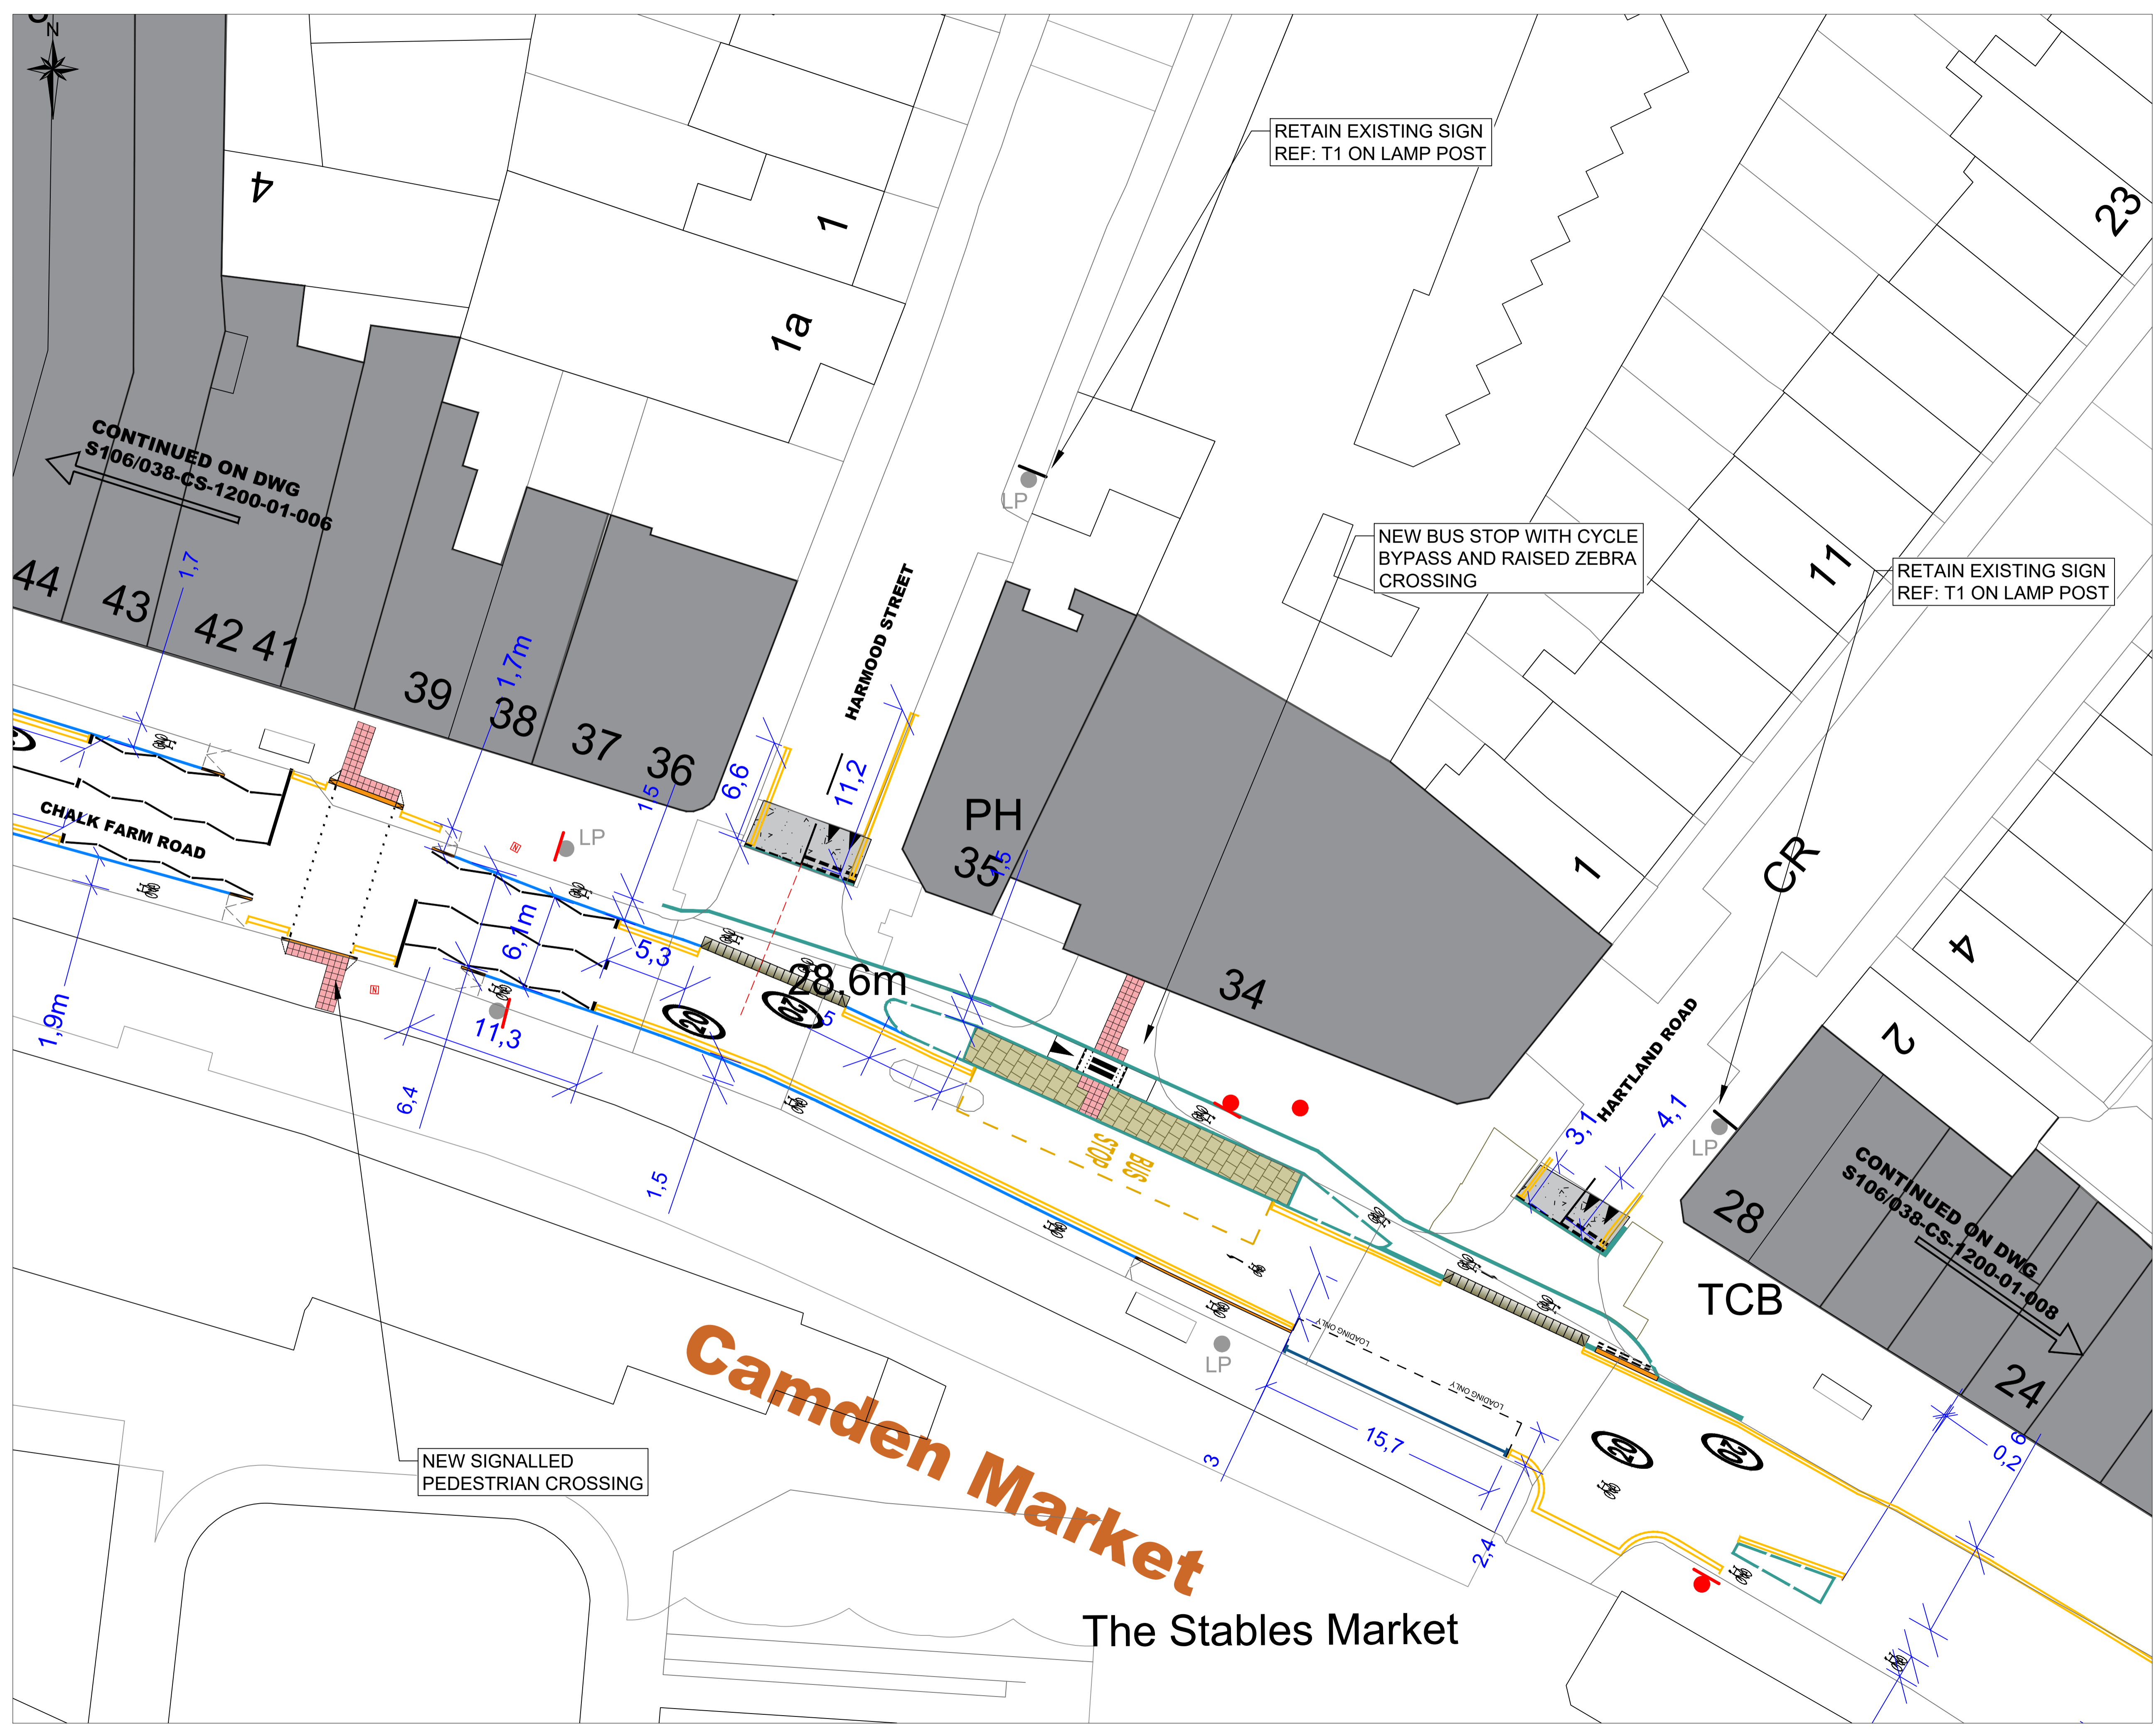 N
4
1
1a
23
RETAIN EXISTING SIGN
REF: T1 ON LAMP POST
CONTINUED ON DWG
S106/038-CS-1200-01-006
LP
NEW BUS STOP WITH CYCLE
BYPASS AND RAISED ZEBRA
CROSSING
11
RETAIN EXISTING SIGN
REF: T1 ON LAMP POST
44
43
42
41
39
38
37
36
1,7
1,7m
HARMOOD STREET
6,6
11,2
1,5
PH
35
1,5
1
CR
4
CHALK FARM ROAD
LP
N
N
6,1m
5,3
28,6m
20
20
5
34
2
HARTLAND ROAD
3,1
4,1
LP
1,9m
11,3
6,4
1,5
BUS
STOP
28
CONTINUED ON DWG
S106/038-CS-1200-01-008
TCB
24
LOADING ONLY
LOADING ONLY
LP
3
15,7
2,4
20
20
6
0,2
Camden Market
NEW SIGNALLED
PEDESTRIAN CROSSING
The Stables Market